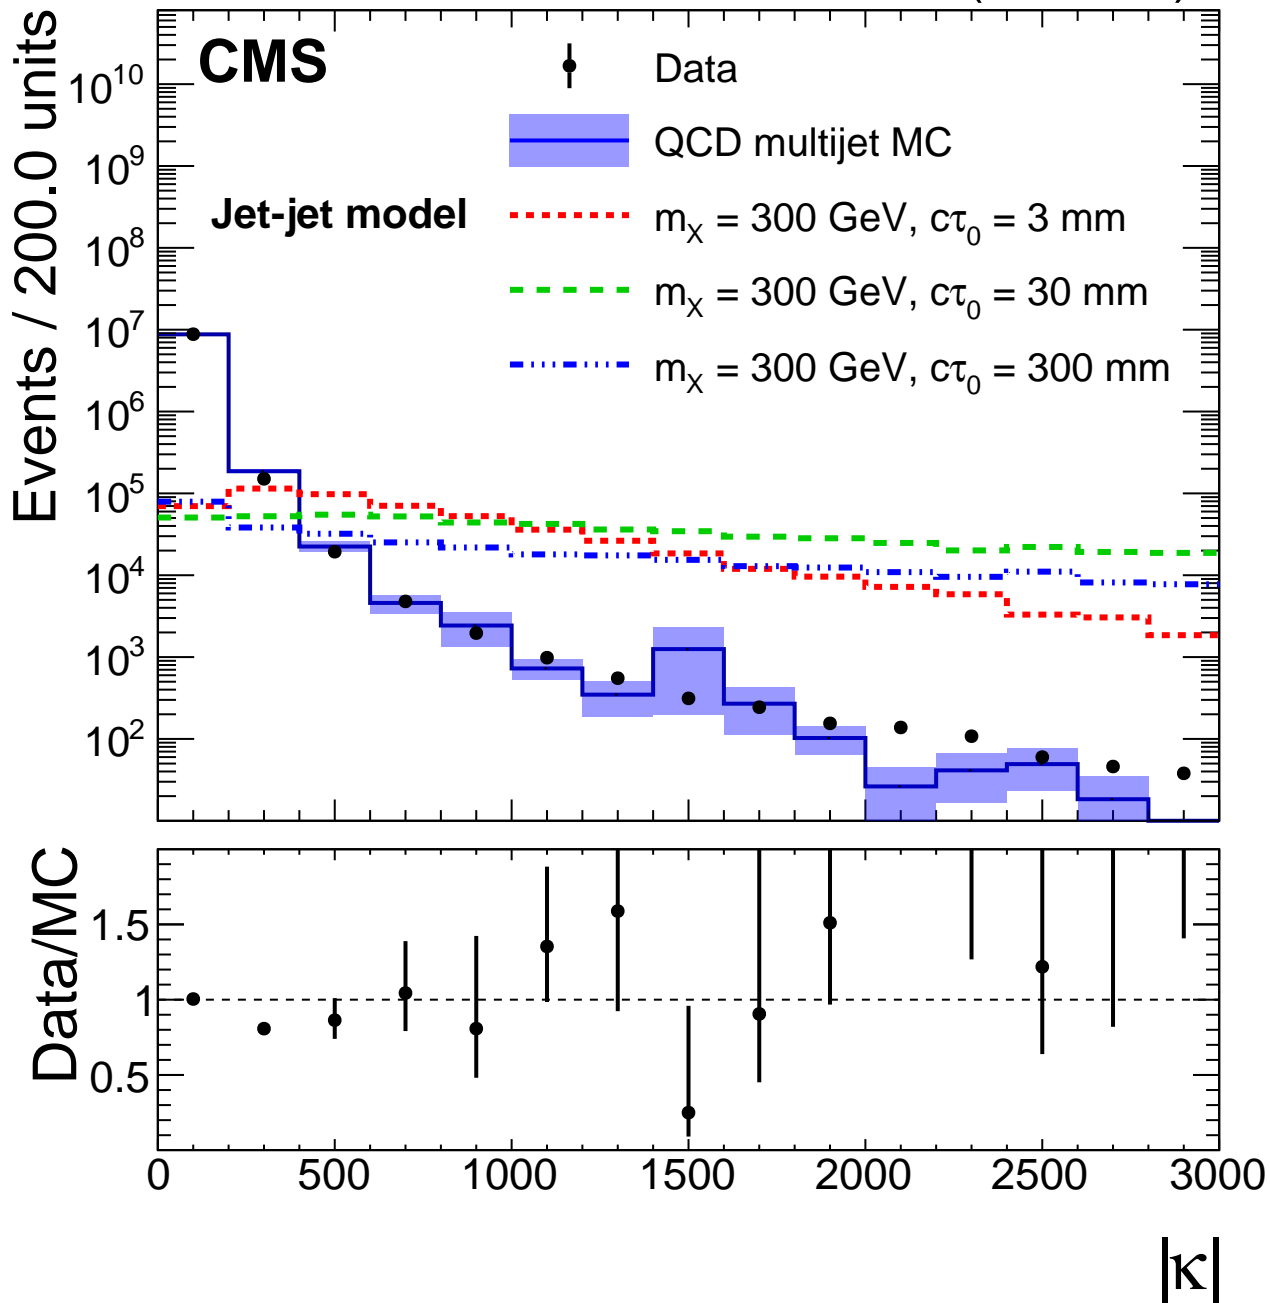 CMS
Data
QCD multijet MC
Jet-jet model
m_X = 300 GeV, cτ_0 = 3 mm
m_X = 300 GeV, cτ_0 = 30 mm
m_X = 300 GeV, cτ_0 = 300 mm
Events / 200.0 units
10^10
10^9
10^8
10^7
10^6
10^5
10^4
10^3
10^2
Data/MC
1.5
1
0.5
0 500 1000 1500 2000 2500 3000
|κ|